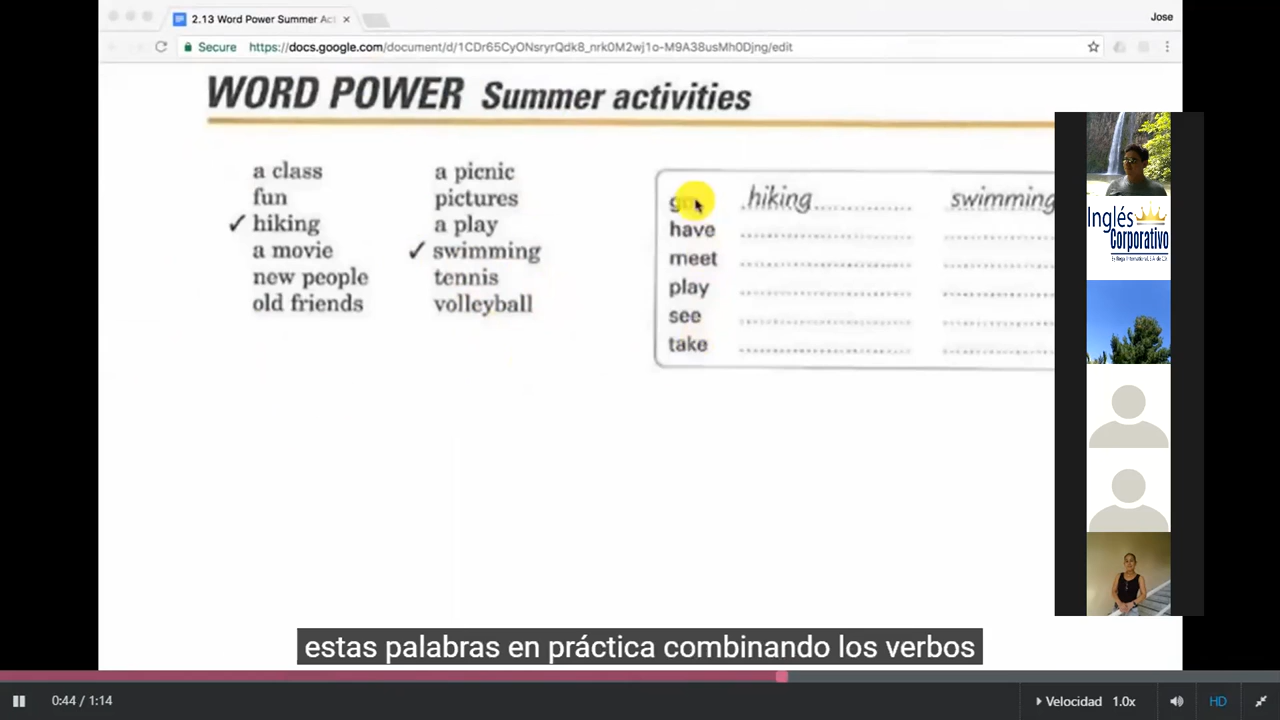 2.13 Word Power Summer Act
Jose
Secure https://docs.google.com/document/d/1CDr65CyONsryrQdk8_nrk0M2wj1o-M9A38usMh0Djng/edit
WORD POWER Summer activities
a class
fun
✓ hiking
a movie
new people
old friends
a picnic
pictures
a play
✓ swimming
tennis
volleyball
go hiking swimming
have
meet
play
see
take
Inglés
Corporativo
estas palabras en práctica combinando los verbos
0:44 / 1:14
Velocidad 1.0x
HD